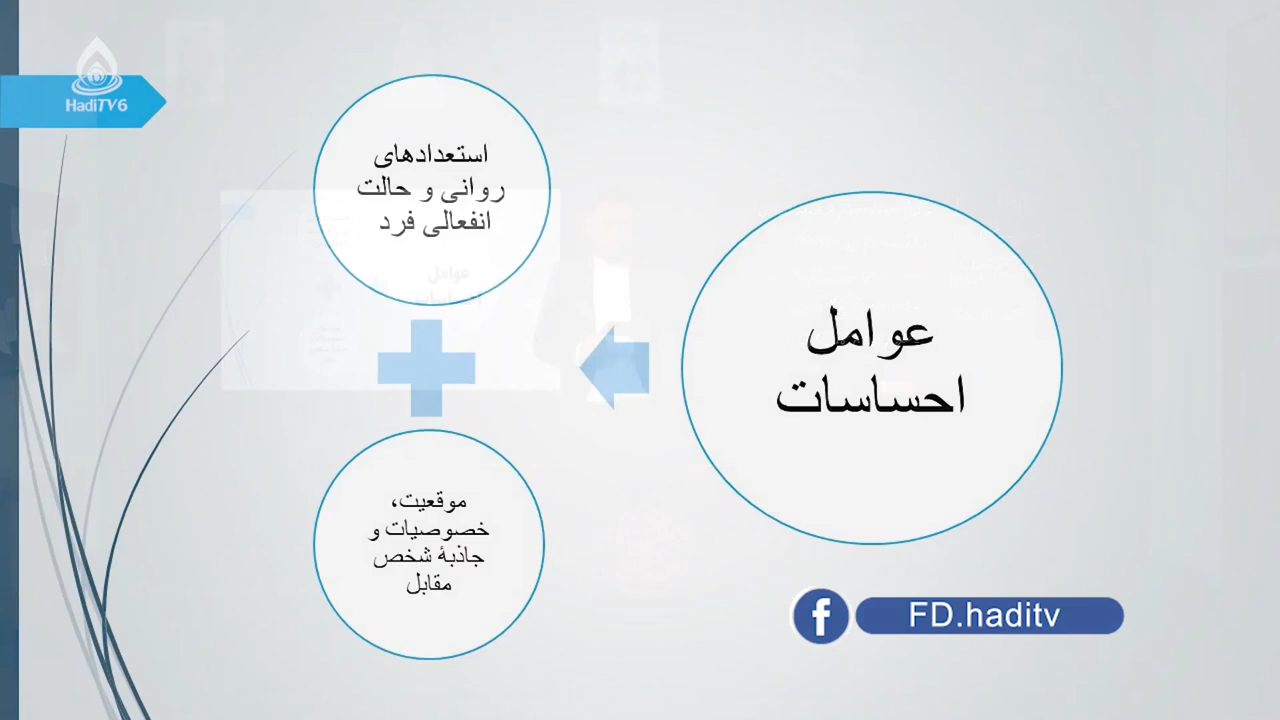 HadiTV6
عوامل
احساسات
استعدادهای
روانی و حالت
انفعالی فرد
موقعیت،
خصوصیات و
جاذبهٔ شخص
مقابل
FD.haditv